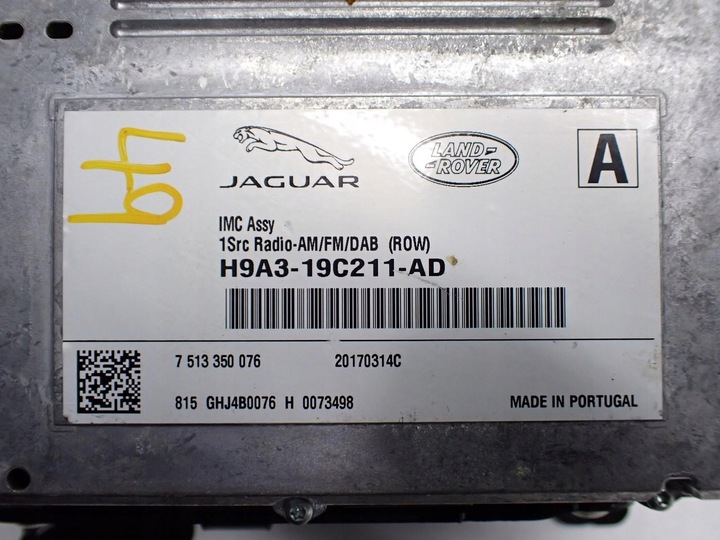 49
JAGUAR
LAND-
-ROVER
A
IMC Assy
1Src Radio-AM/FM/DAB (ROW)
H9A3-19C211-AD
7 513 350 076 20170314C
815 GHJ4B0076 H 0073498 MADE IN PORTUGAL